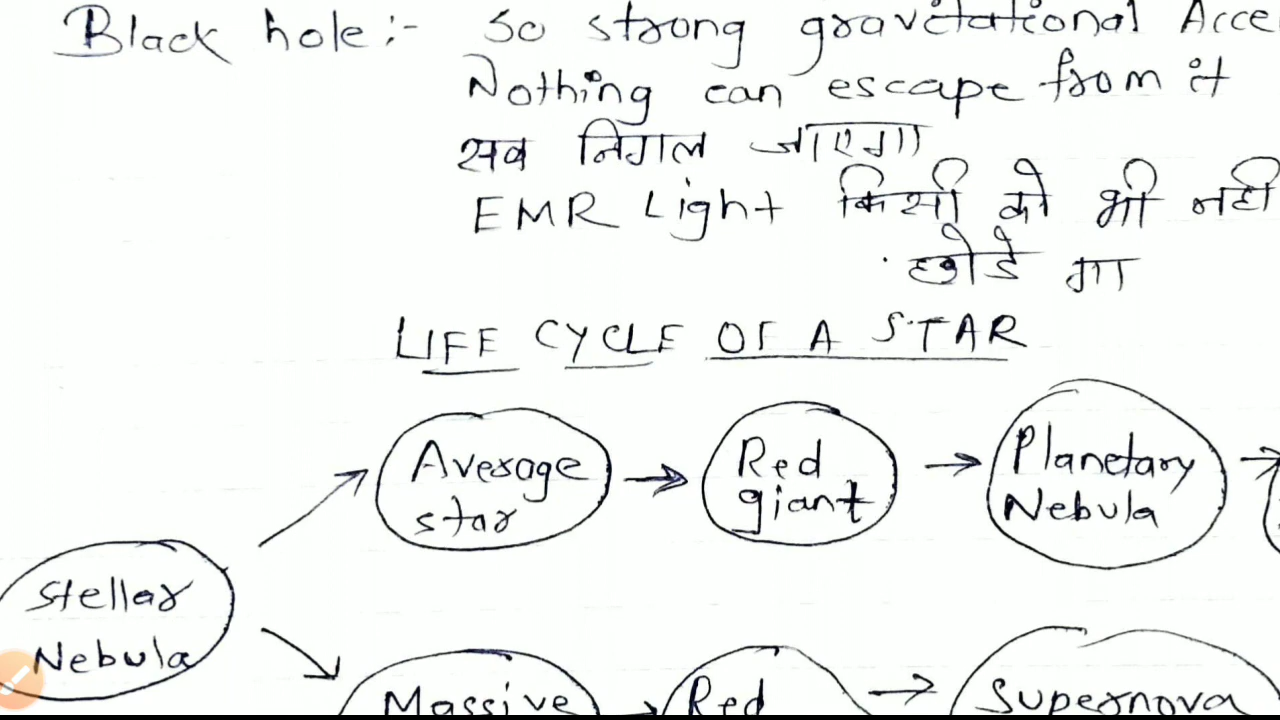 Black hole :- So strong gravitational Acce
Nothing can escape from it
सब निगल जाएगा
EMR Light किसी को भी नही
छोडे गा
LIFE CYCLE OF A STAR
Average
star
Red
giant
Planetary
Nebula
Stellar
Nebula
Massive
Red
Supernova